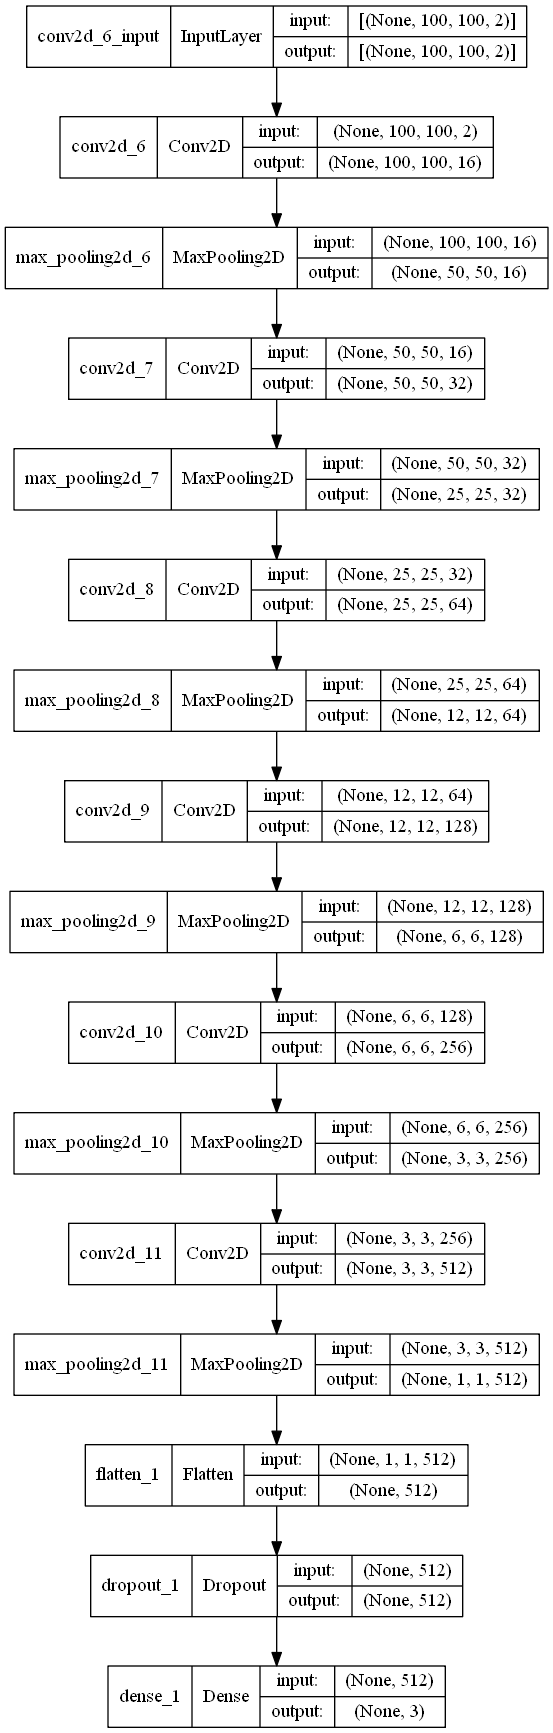 conv2d_6_input InputLayer input: [(None, 100, 100, 2)]
output: [(None, 100, 100, 2)]
conv2d_6 Conv2D input: (None, 100, 100, 2)
output: (None, 100, 100, 16)
max_pooling2d_6 MaxPooling2D input: (None, 100, 100, 16)
output: (None, 50, 50, 16)
conv2d_7 Conv2D input: (None, 50, 50, 16)
output: (None, 50, 50, 32)
max_pooling2d_7 MaxPooling2D input: (None, 50, 50, 32)
output: (None, 25, 25, 32)
conv2d_8 Conv2D input: (None, 25, 25, 32)
output: (None, 25, 25, 64)
max_pooling2d_8 MaxPooling2D input: (None, 25, 25, 64)
output: (None, 12, 12, 64)
conv2d_9 Conv2D input: (None, 12, 12, 64)
output: (None, 12, 12, 128)
max_pooling2d_9 MaxPooling2D input: (None, 12, 12, 128)
output: (None, 6, 6, 128)
conv2d_10 Conv2D input: (None, 6, 6, 128)
output: (None, 6, 6, 256)
max_pooling2d_10 MaxPooling2D input: (None, 6, 6, 256)
output: (None, 3, 3, 256)
conv2d_11 Conv2D input: (None, 3, 3, 256)
output: (None, 3, 3, 512)
max_pooling2d_11 MaxPooling2D input: (None, 3, 3, 512)
output: (None, 1, 1, 512)
flatten_1 Flatten input: (None, 1, 1, 512)
output: (None, 512)
dropout_1 Dropout input: (None, 512)
output: (None, 512)
dense_1 Dense input: (None, 512)
output: (None, 3)